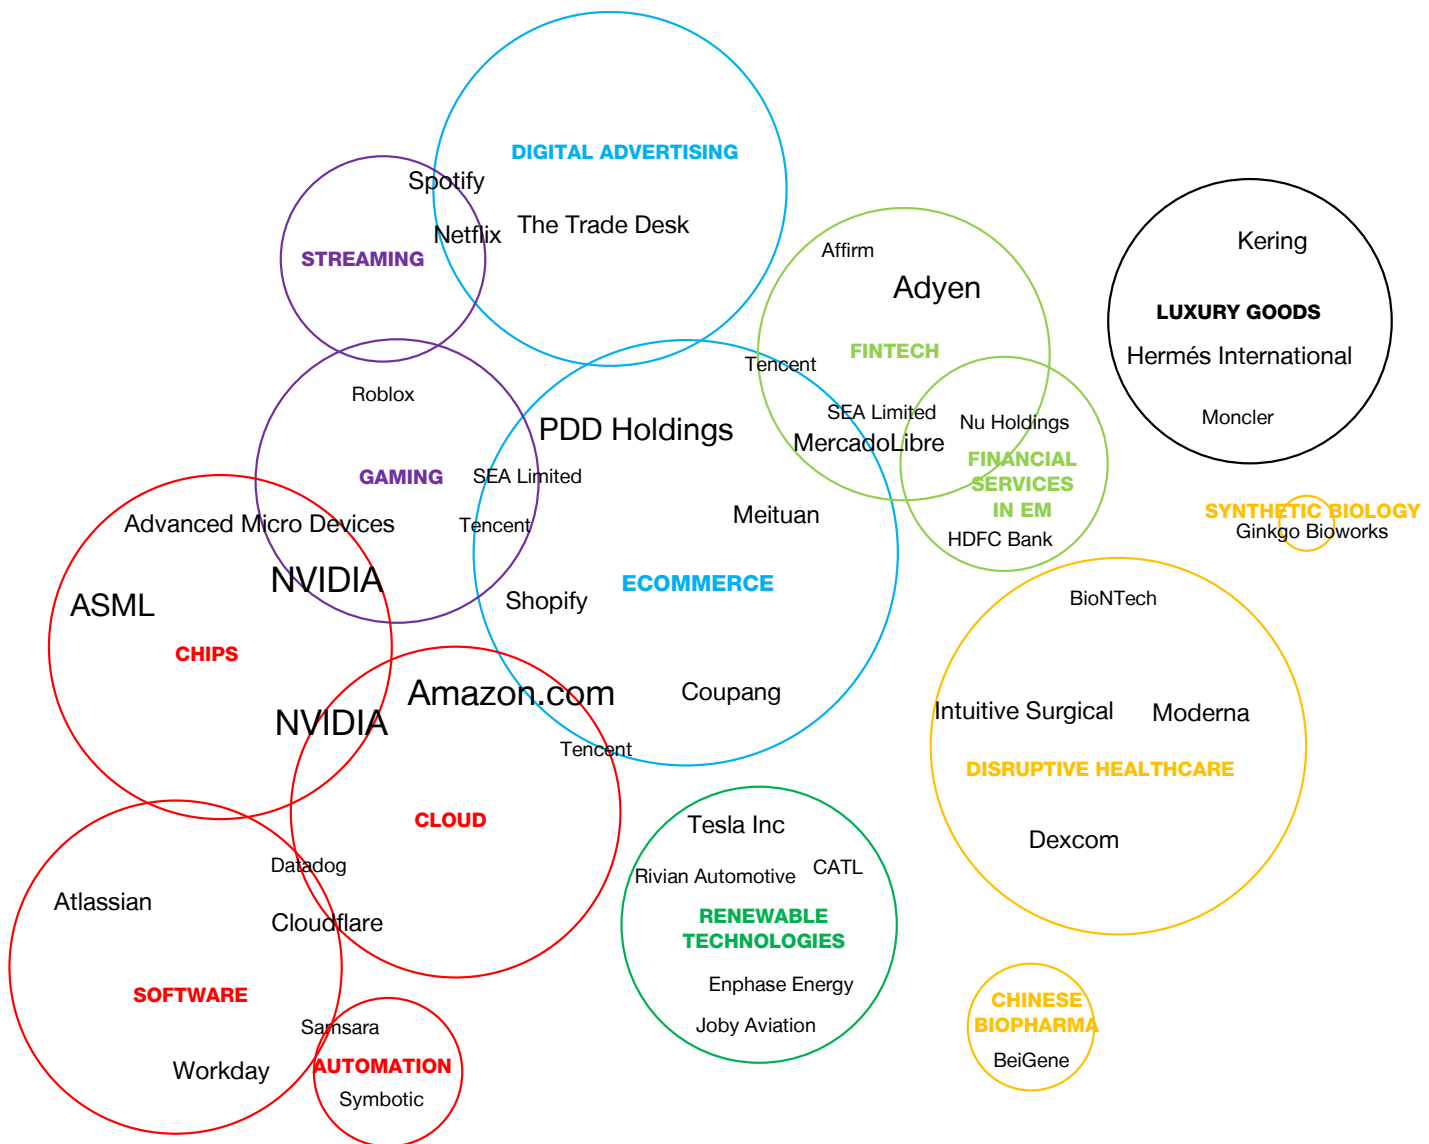 DIGITAL ADVERTISING
Spotify
The Trade Desk
Netflix
STREAMING
Affirm
Adyen
FINTECH
Tencent
SEA Limited
MercadoLibre
Nu Holdings
FINANCIAL
SERVICES
IN EM
HDFC Bank
Kering
LUXURY GOODS
Hermés International
Moncler
SYNTHETIC BIOLOGY
Ginkgo Bioworks
Roblox
GAMING
PDD Holdings
SEA Limited
Tencent
Meituan
ECOMMERCE
Shopify
Coupang
Advanced Micro Devices
NVIDIA
ASML
CHIPS
NVIDIA
Amazon.com
Tencent
CLOUD
Datadog
Cloudflare
Atlassian
SOFTWARE
Samsara
Workday
AUTOMATION
Symbotic
Tesla Inc
Rivian Automotive
CATL
RENEWABLE
TECHNOLOGIES
Enphase Energy
Joby Aviation
BioNTech
Intuitive Surgical
Moderna
DISRUPTIVE HEALTHCARE
Dexcom
CHINESE
BIOPHARMA
BeiGene